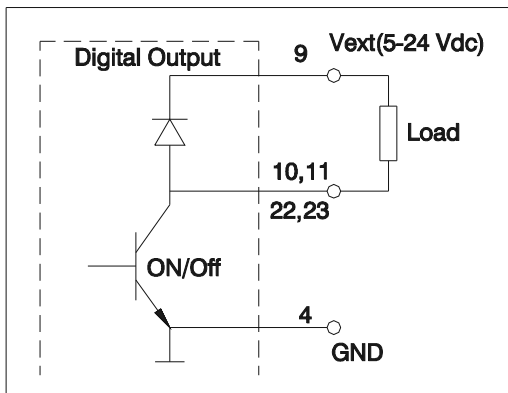 Digital Output
9
Vext(5-24 Vdc)
Load
10,11
22,23
ON/Off
4
GND